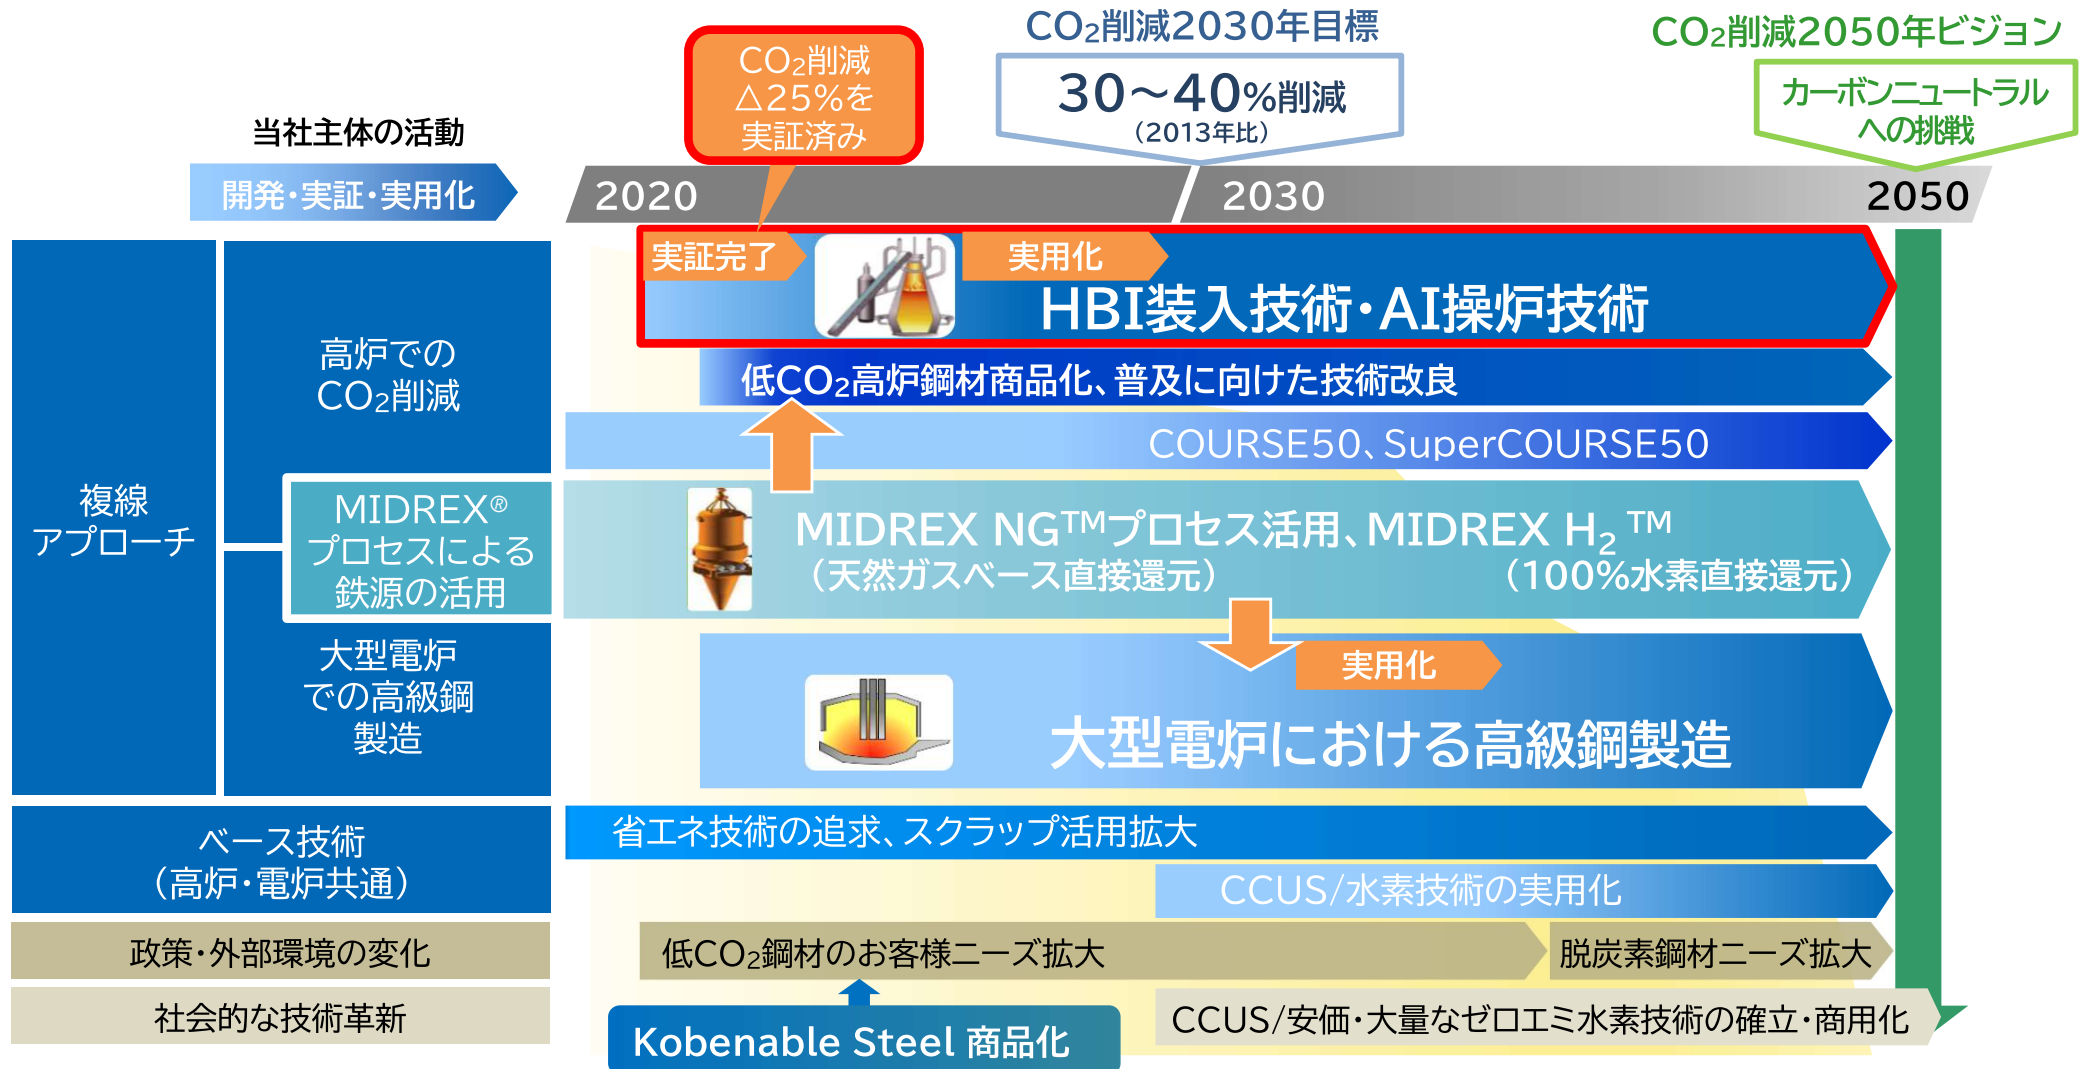 CO₂削減2030年目標
CO₂削減2050年ビジョン
CO₂削減
△25%を
実証済み
30～40%削減
（2013年比）
カーボンニュートラル
への挑戦
当社主体の活動
開発・実証・実用化
2020
2030
2050
複線
アプローチ
高炉での
CO₂削減
実証完了
実用化
HBI装入技術・AI操炉技術
低CO₂高炉鋼材商品化、普及に向けた技術改良
COURSE50、SuperCOURSE50
MIDREX®
プロセスによる
鉄源の活用
MIDREX NG™プロセス活用、MIDREX H₂™
（天然ガスベース直接還元）
（100%水素直接還元）
大型電炉
での高級鋼
製造
実用化
大型電炉における高級鋼製造
ベース技術
（高炉・電炉共通）
省エネ技術の追求、スクラップ活用拡大
CCUS/水素技術の実用化
政策・外部環境の変化
低CO₂鋼材のお客様ニーズ拡大
脱炭素鋼材ニーズ拡大
社会的な技術革新
CCUS/安価・大量なゼロエミ水素技術の確立・商用化
Kobenable Steel 商品化